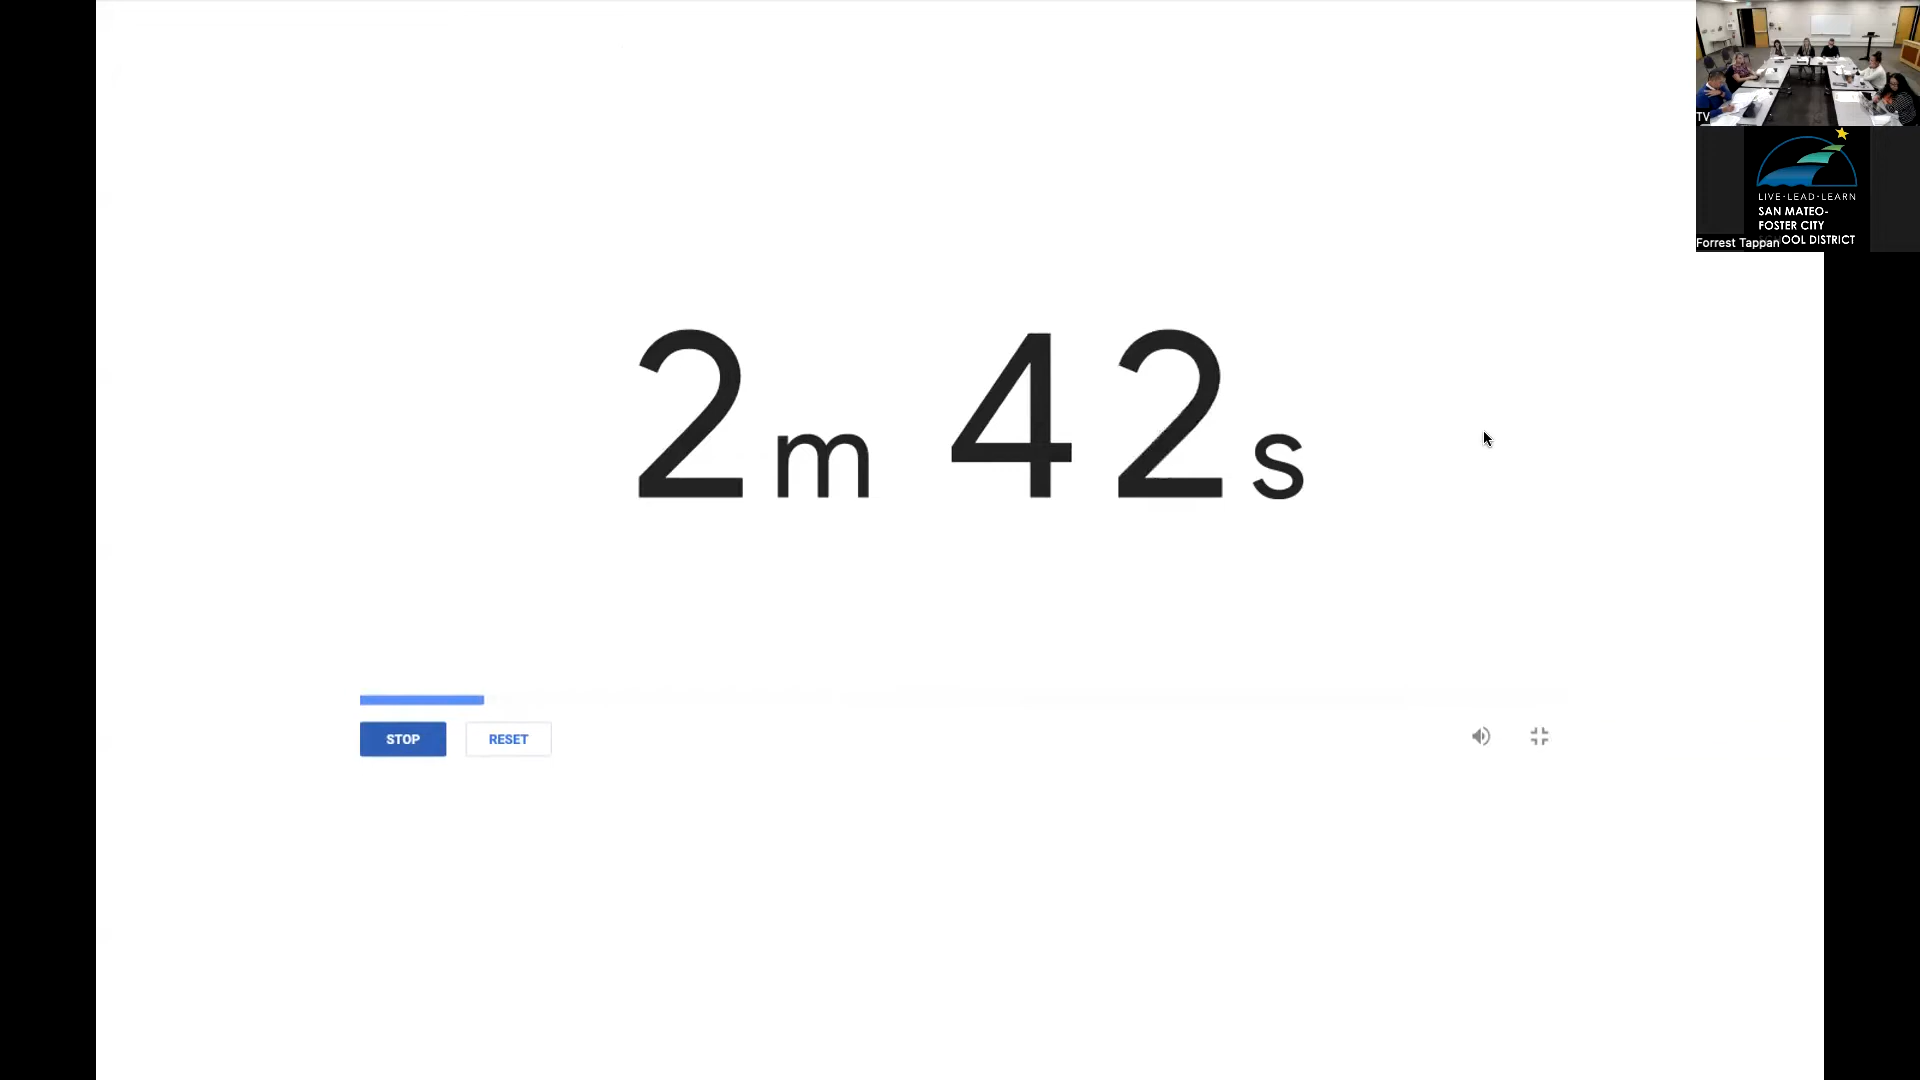 2m 42s
STOP RESET
TV
LIVE·LEAD·LEARN
SAN MATEO-
FOSTER CITY
OOL DISTRICT
Forrest Tappan